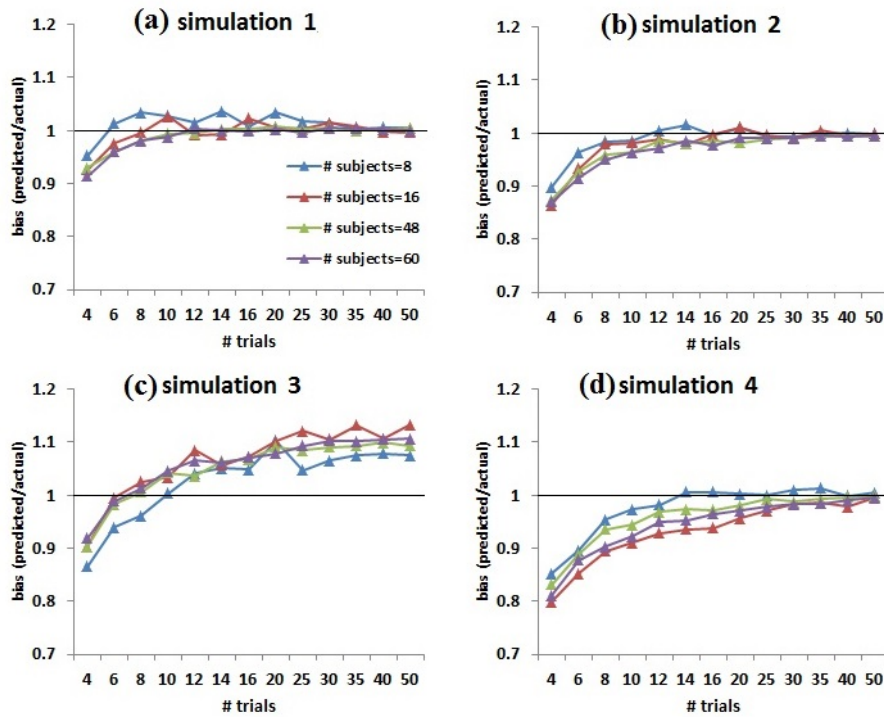 (a) simulation 1
1.2
1.1
1
0.9
0.8
0.7
bias (predicted/actual)
# subjects=8
# subjects=16
# subjects=48
# subjects=60
4 6 8 10 12 14 16 20 25 30 35 40 50
# trials
(b) simulation 2
1.2
1.1
1
0.9
0.8
0.7
bias (predicted/actual)
4 6 8 10 12 14 16 20 25 30 35 40 50
# trials
(c) simulation 3
1.2
1.1
1
0.9
0.8
0.7
bias (predicted/actual)
4 6 8 10 12 14 16 20 25 30 35 40 50
# trials
(d) simulation 4
1.2
1.1
1
0.9
0.8
0.7
bias (predicted/actual)
4 6 8 10 12 14 16 20 25 30 35 40 50
# trials